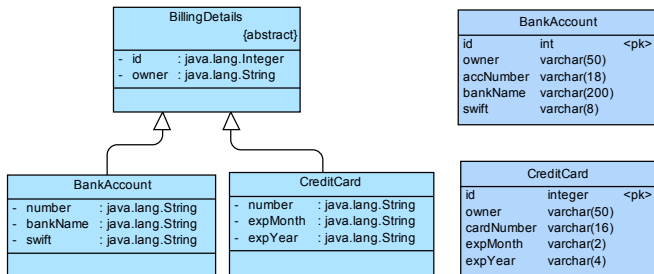 BillingDetails
{abstract}
- id : java.lang.Integer
- owner : java.lang.String
BankAccount
- number : java.lang.String
- bankName : java.lang.String
- swift : java.lang.String
CreditCard
- number : java.lang.String
- expMonth : java.lang.String
- expYear : java.lang.String
BankAccount
id int <pk>
owner varchar(50)
accNumber varchar(18)
bankName varchar(200)
swift varchar(8)
CreditCard
id integer <pk>
owner varchar(50)
cardNumber varchar(16)
expMonth varchar(2)
expYear varchar(4)